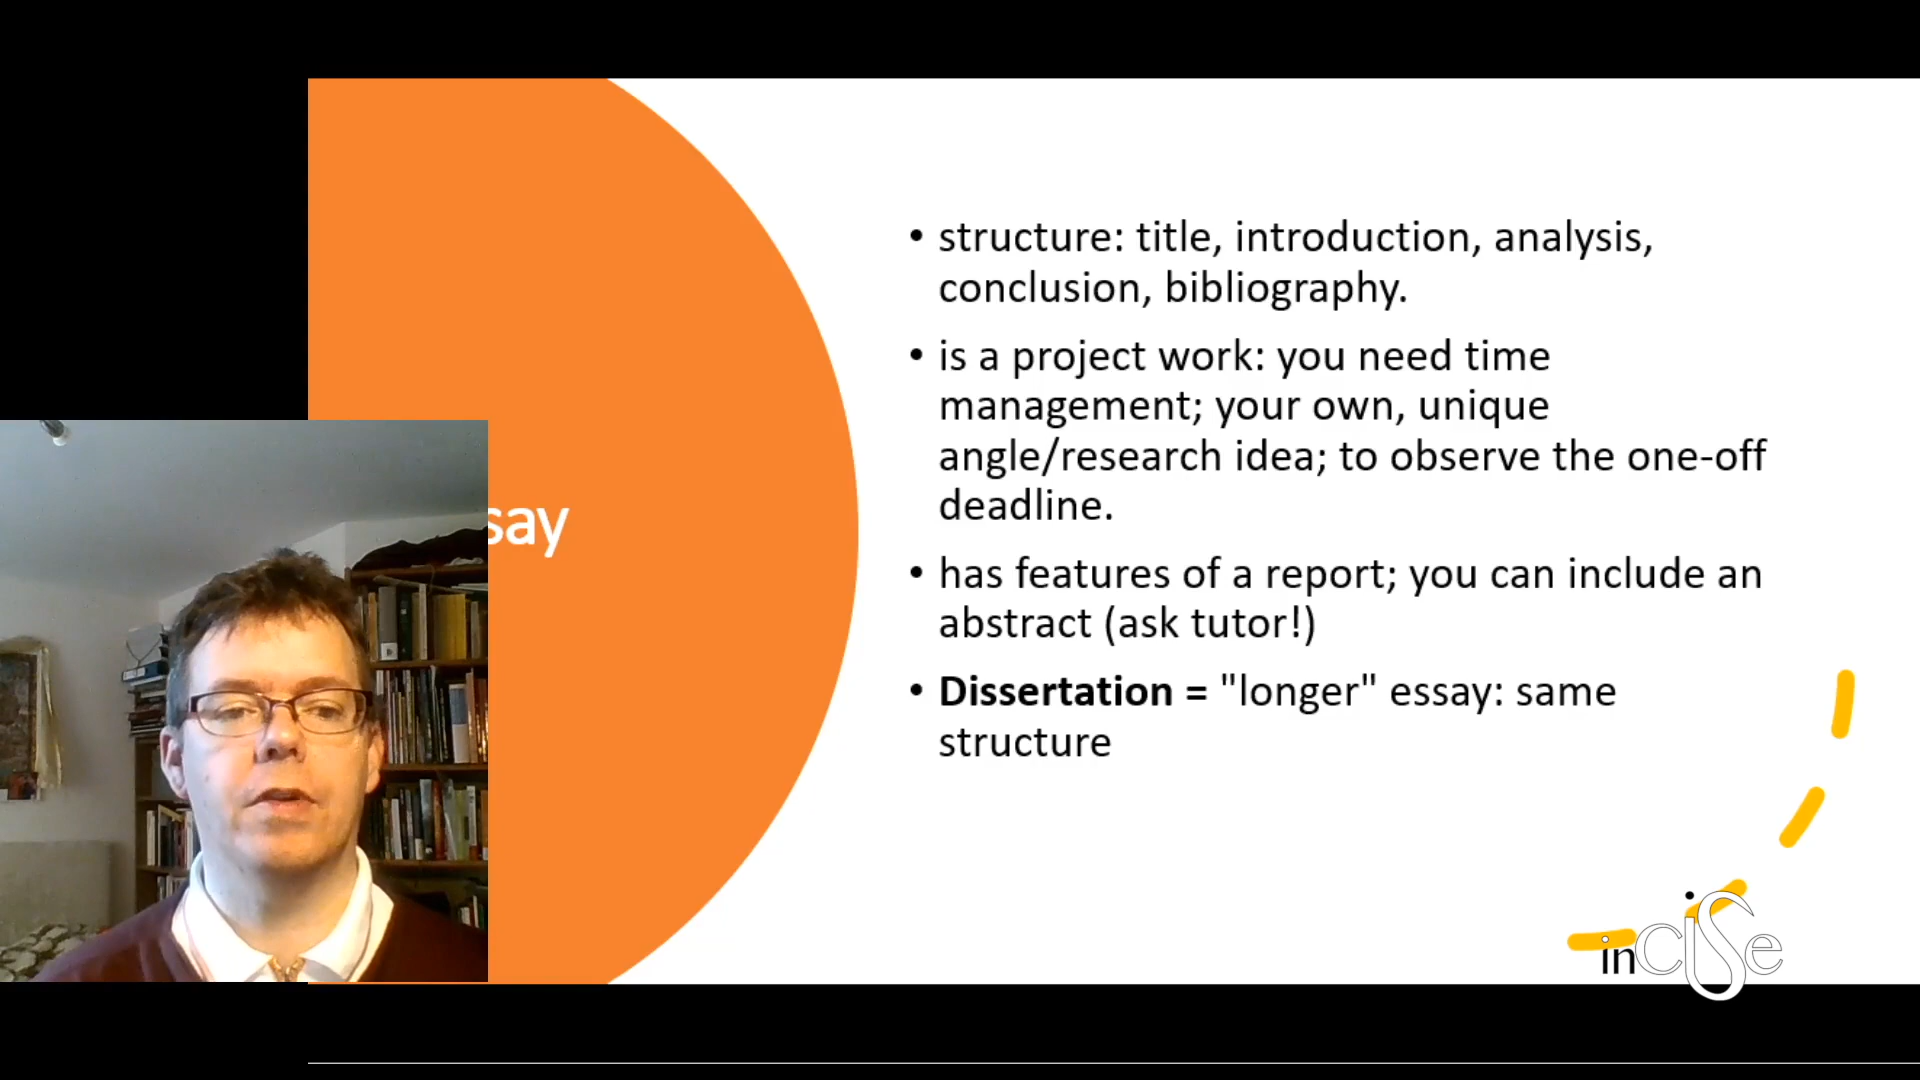 say
• structure: title, introduction, analysis,
conclusion, bibliography.
• is a project work: you need time
management; your own, unique
angle/research idea; to observe the one-off
deadline.
• has features of a report; you can include an
abstract (ask tutor!)
• Dissertation = "longer" essay: same
structure
inCiSe